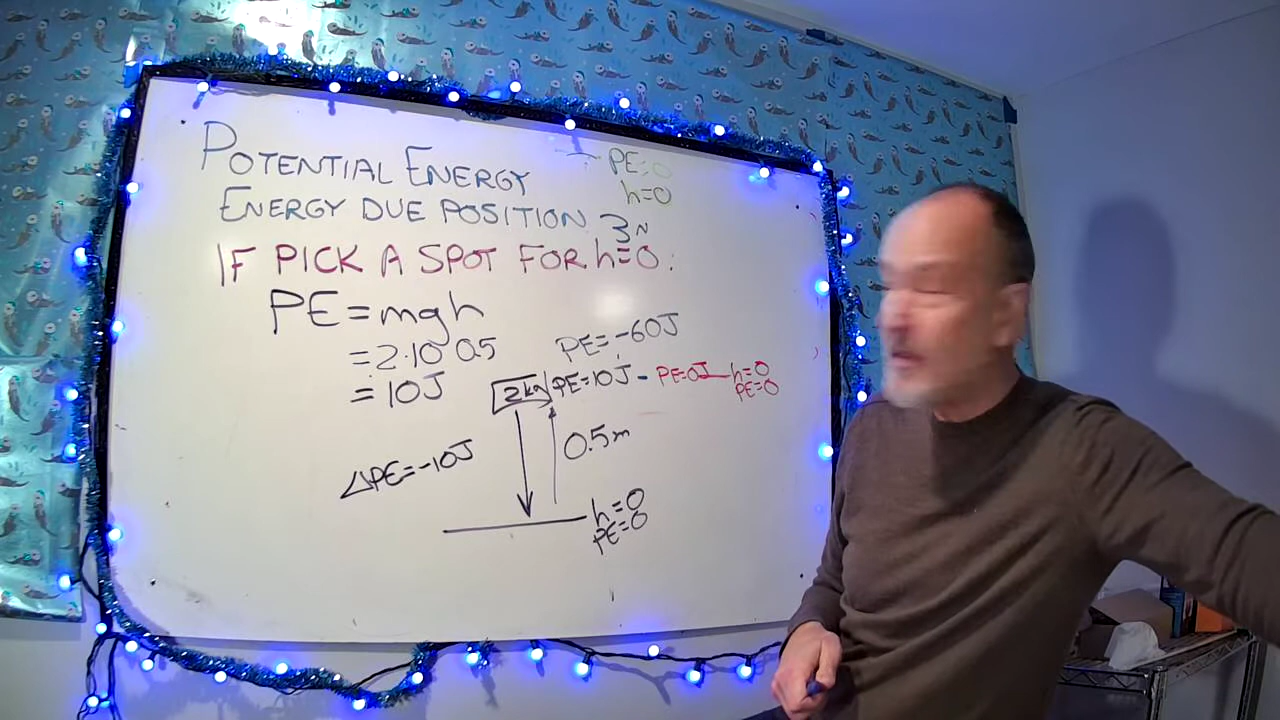 POTENTIAL ENERGY
ENERGY DUE POSITION
PE=0
h=0
3
IF PICK A SPOT FOR h=0:
PE=mgh
=2·10·0.5
=10J
PE=-60J
2kg
PE=10J
PE=0J
h=0
PE=0
0.5m
ΔPE=-10J
h=0
PE=0